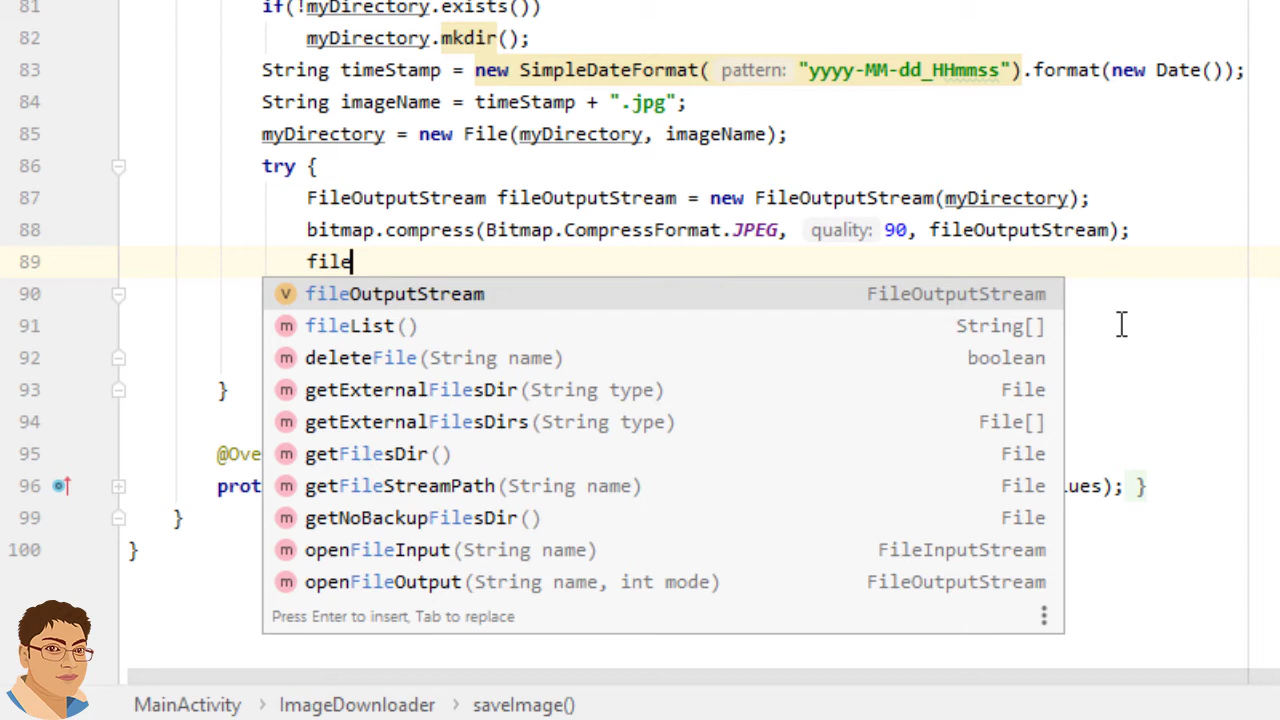 81 if(!myDirectory.exists())
82 myDirectory.mkdir();
83 String timeStamp = new SimpleDateFormat( pattern: "yyyy-MM-dd_HHmmss").format(new Date());
84 String imageName = timeStamp + ".jpg";
85 myDirectory = new File(myDirectory, imageName);
86 try {
87 FileOutputStream fileOutputStream = new FileOutputStream(myDirectory);
88 bitmap.compress(Bitmap.CompressFormat.JPEG, quality: 90, fileOutputStream);
89 file
90 v fileOutputStream FileOutputStream
91 m fileList() String[]
92 m deleteFile(String name) boolean
93 } m getExternalFilesDir(String type) File
94 m getExternalFilesDirs(String type) File[]
95 @Ove m getFilesDir() File
96 prot m getFileStreamPath(String name) File lues); }
99 } m getNoBackupFilesDir() File
100 } m openFileInput(String name) FileInputStream
m openFileOutput(String name, int mode) FileOutputStream
Press Enter to insert, Tab to replace
MainActivity › ImageDownloader › saveImage()